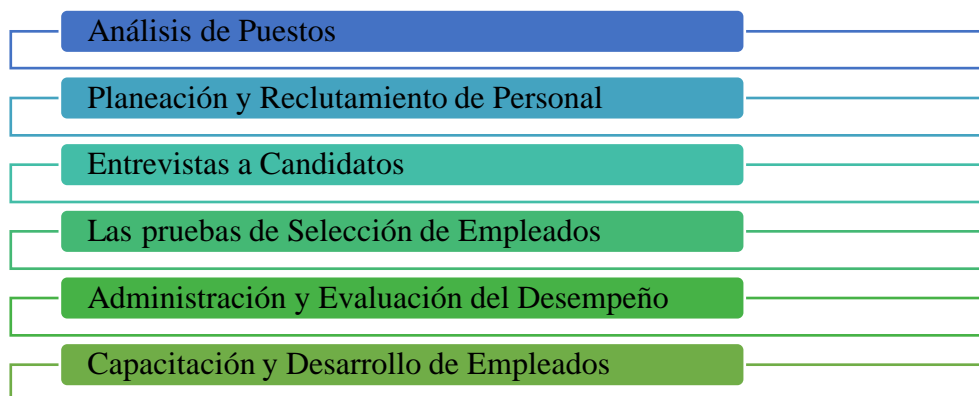 Análisis de Puestos
Planeación y Reclutamiento de Personal
Entrevistas a Candidatos
Las pruebas de Selección de Empleados
Administración y Evaluación del Desempeño
Capacitación y Desarrollo de Empleados